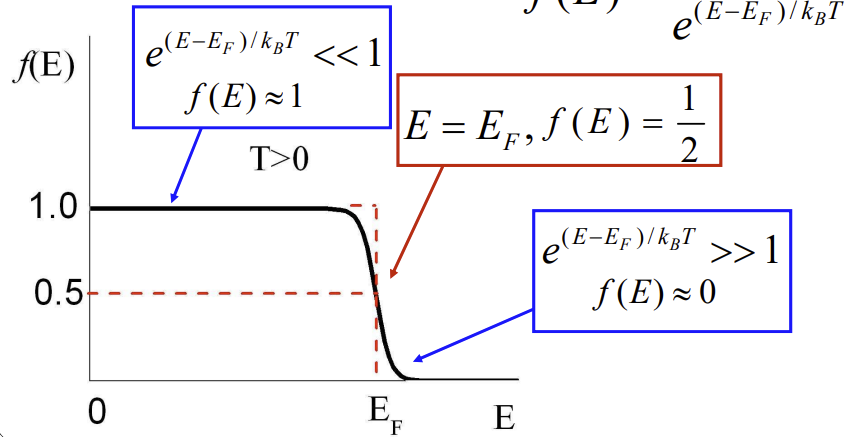 f(E)
e^{(E−E_F)/k_BT}
e^{(E−E_F)/k_BT} << 1
f(E) ≈ 1
f(E)
E = E_F, f(E) = 1/2
T>0
1.0
e^{(E−E_F)/k_BT} >> 1
f(E) ≈ 0
0.5
0
E_F
E